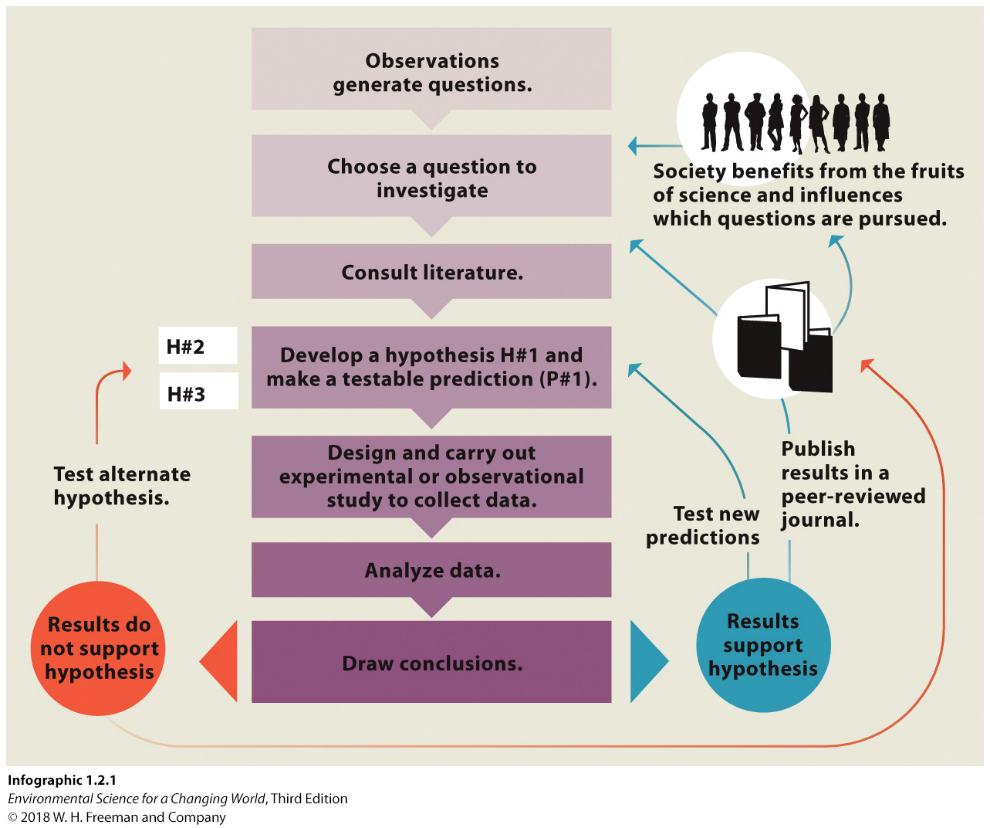 Observations
generate questions.
Choose a question to
investigate
Society benefits from the fruits
of science and influences
which questions are pursued.
Consult literature.
H#2
H#3
Develop a hypothesis H#1 and
make a testable prediction (P#1).
Test alternate
hypothesis.
Design and carry out
experimental or observational
study to collect data.
Publish
results in a
peer-reviewed
journal.
Test new
predictions
Analyze data.
Results do
not support
hypothesis
Draw conclusions.
Results
support
hypothesis
Infographic 1.2.1
Environmental Science for a Changing World, Third Edition
© 2018 W. H. Freeman and Company